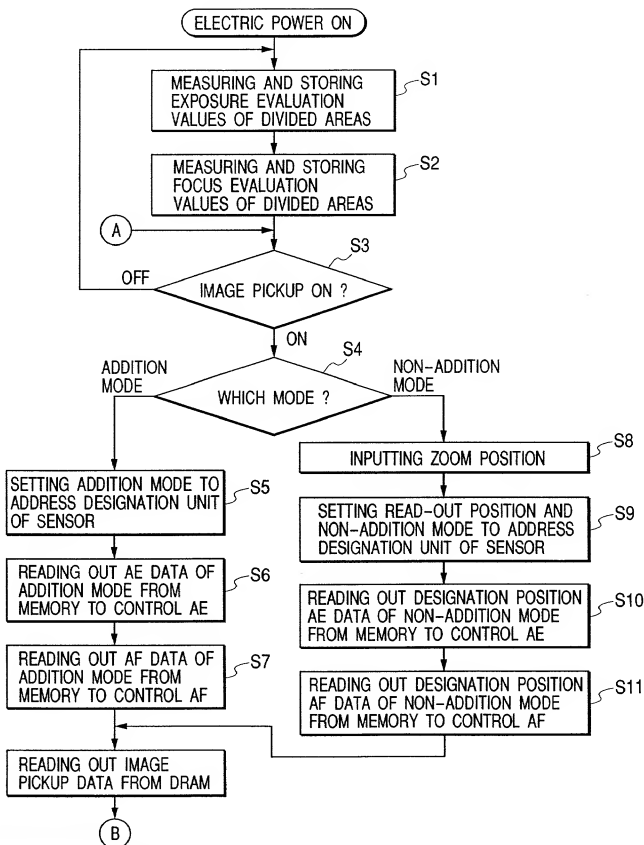 ELECTRIC POWER ON
MEASURING AND STORING
EXPOSURE EVALUATION
VALUES OF DIVIDED AREAS
S1
MEASURING AND STORING
FOCUS EVALUATION
VALUES OF DIVIDED AREAS
S2
A
S3
OFF
IMAGE PICKUP ON ?
ON
S4
ADDITION
MODE
WHICH MODE ?
NON-ADDITION
MODE
S8
INPUTTING ZOOM POSITION
SETTING ADDITION MODE TO
ADDRESS DESIGNATION UNIT
OF SENSOR
S5
SETTING READ-OUT POSITION AND
NON-ADDITION MODE TO ADDRESS
DESIGNATION UNIT OF SENSOR
S9
READING OUT AE DATA OF
ADDITION MODE FROM
MEMORY TO CONTROL AE
S6
READING OUT DESIGNATION POSITION
AE DATA OF NON-ADDITION MODE
FROM MEMORY TO CONTROL AE
S10
READING OUT AF DATA OF
ADDITION MODE FROM
MEMORY TO CONTROL AF
S7
READING OUT DESIGNATION POSITION
AF DATA OF NON-ADDITION MODE
FROM MEMORY TO CONTROL AF
S11
READING OUT IMAGE
PICKUP DATA FROM DRAM
B